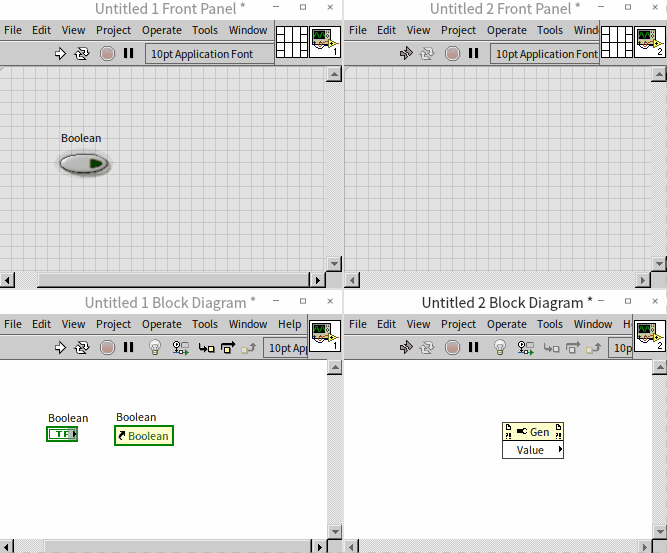 Untitled 1 Front Panel *
File Edit View Project Operate Tools Window
10pt Application Font
1
Boolean
Untitled 2 Front Panel *
File Edit View Project Operate Tools Wind
10pt Application Font
2
Untitled 1 Block Diagram *
File Edit View Project Operate Tools Window Help
10pt Ap
1
Boolean
TF
Boolean
Boolean
Untitled 2 Block Diagram *
File Edit View Project Operate Tools Window H
10p
2
?! Gen ?!
Value